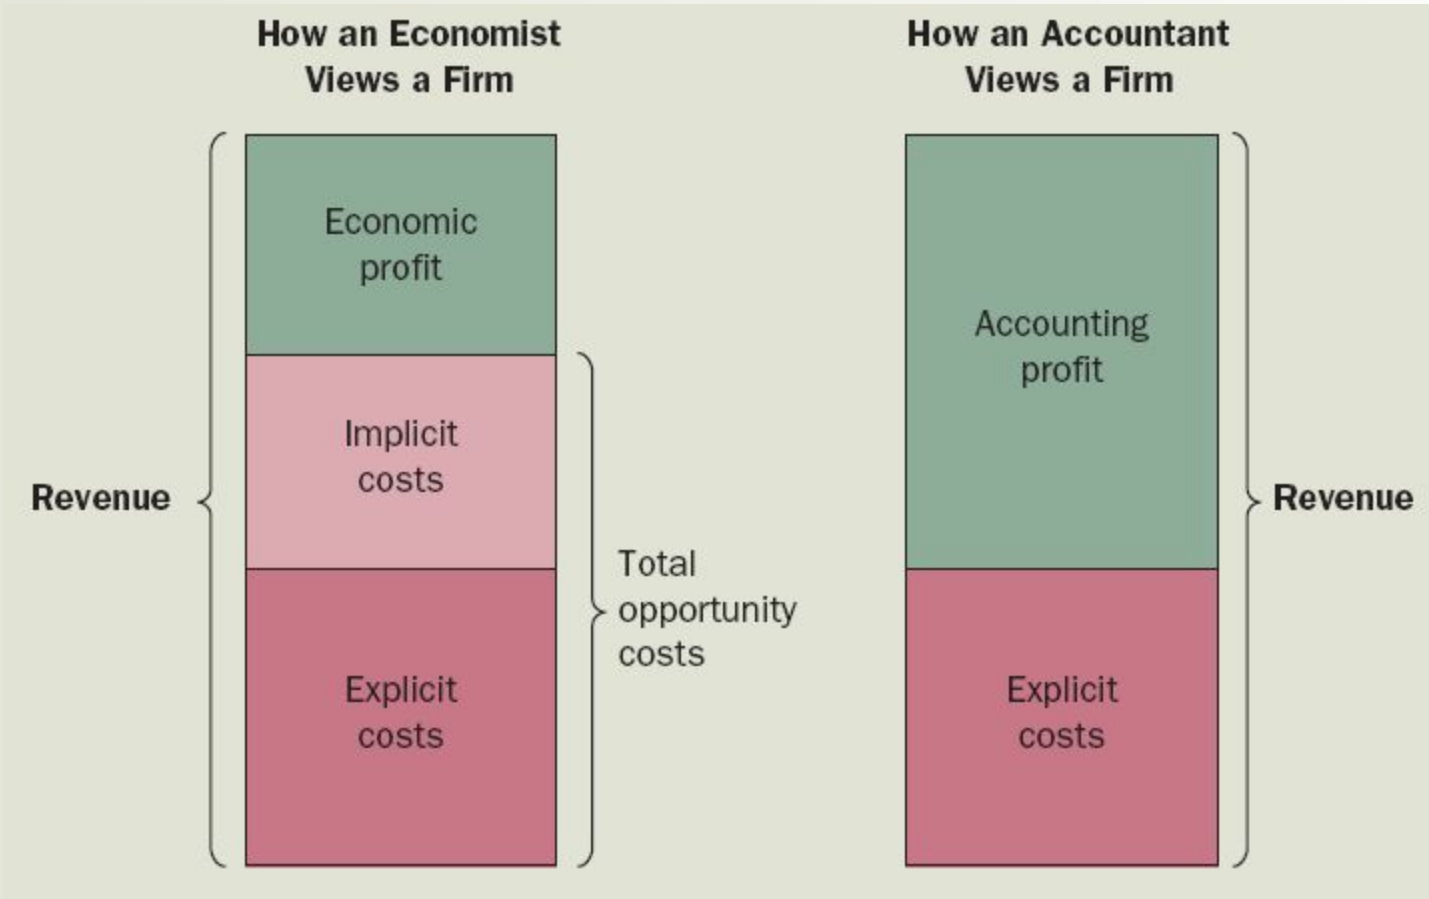 How an Economist
Views a Firm
How an Accountant
Views a Firm
Revenue
Economic
profit
Implicit
costs
Explicit
costs
Total
opportunity
costs
Accounting
profit
Explicit
costs
Revenue